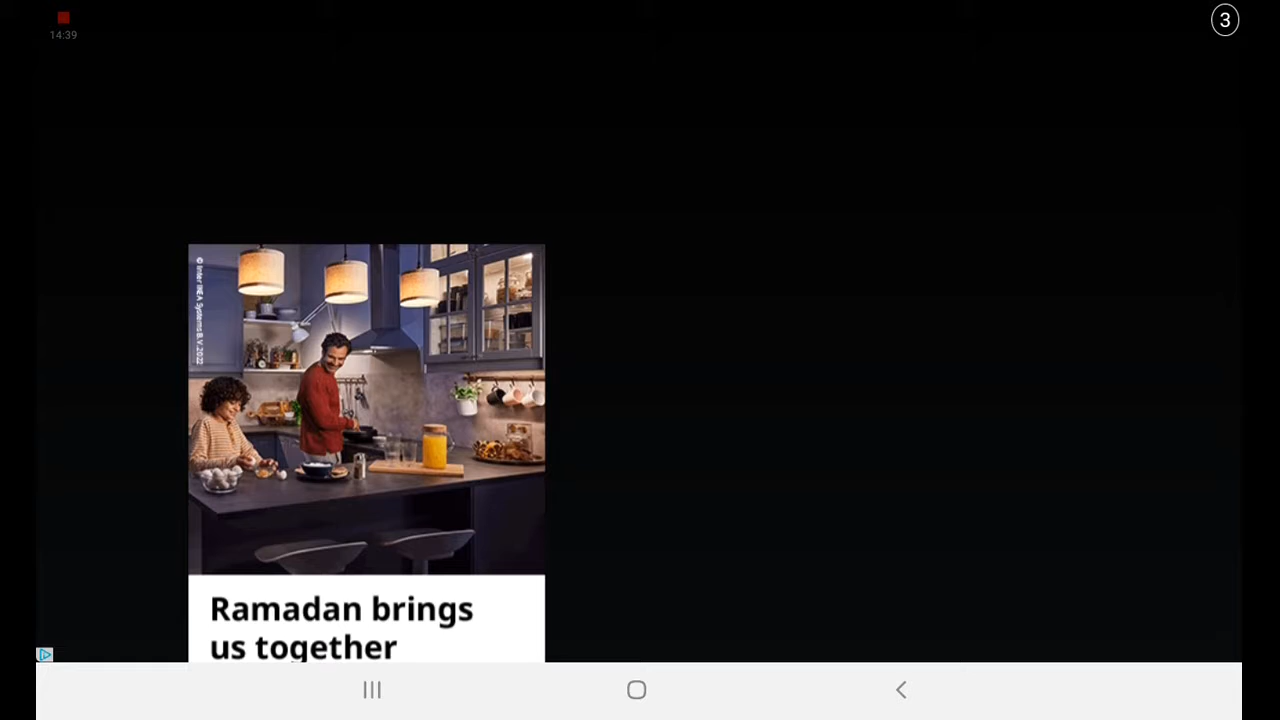 14:39
3
© Inter IKEA Systems B.V. 2022
Ramadan brings
us together